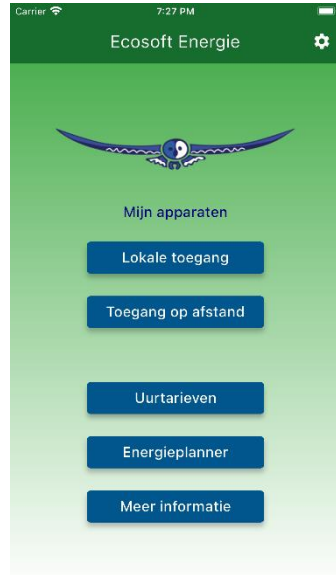 Carrier 7:27 PM
Ecosoft Energie
Mijn apparaten
Lokale toegang
Toegang op afstand
Uurtarieven
Energieplanner
Meer informatie